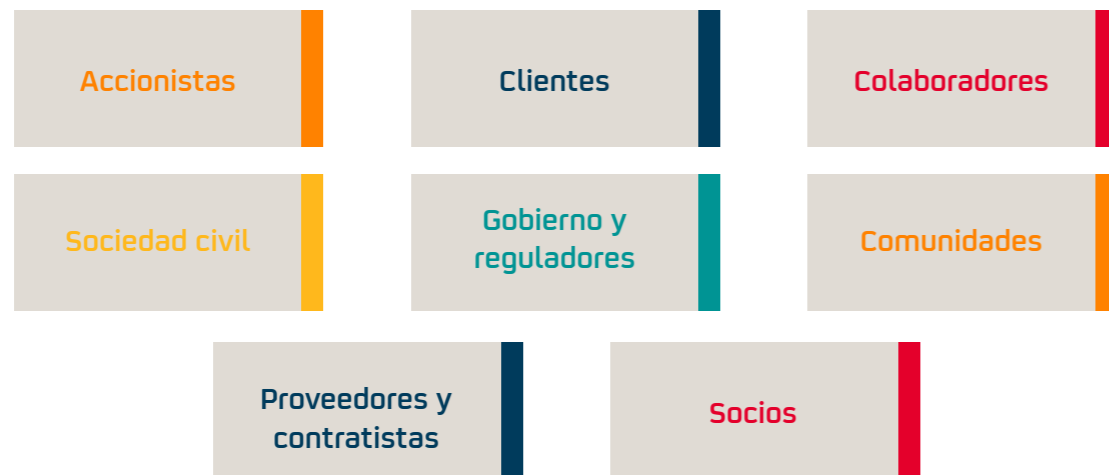 Accionistas
Clientes
Colaboradores
Sociedad civil
Gobierno y
reguladores
Comunidades
Proveedores y
contratistas
Socios